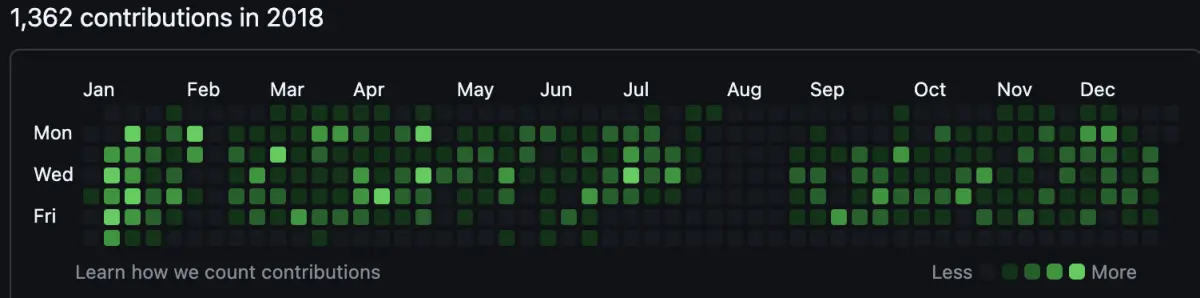 1,362 contributions in 2018
Jan Feb Mar Apr May Jun Jul Aug Sep Oct Nov Dec
Mon
Wed
Fri
Learn how we count contributions Less More